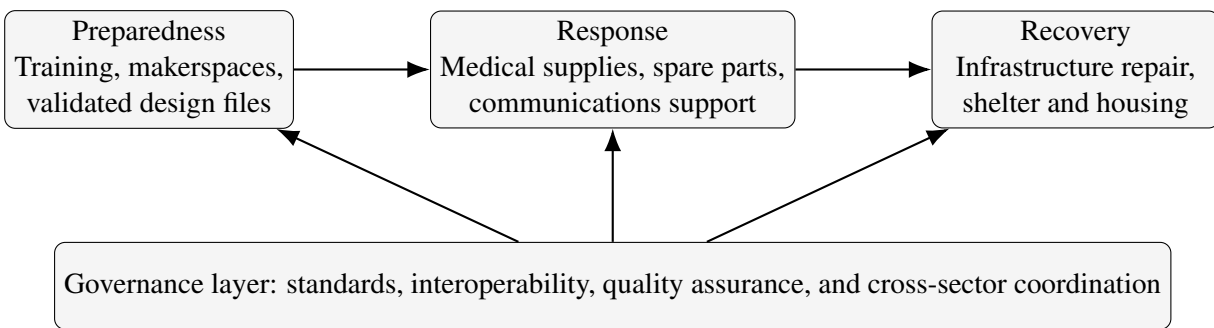 Preparedness
Training, makerspaces,
validated design files
Response
Medical supplies, spare parts,
communications support
Recovery
Infrastructure repair,
shelter and housing
Governance layer: standards, interoperability, quality assurance, and cross-sector coordination